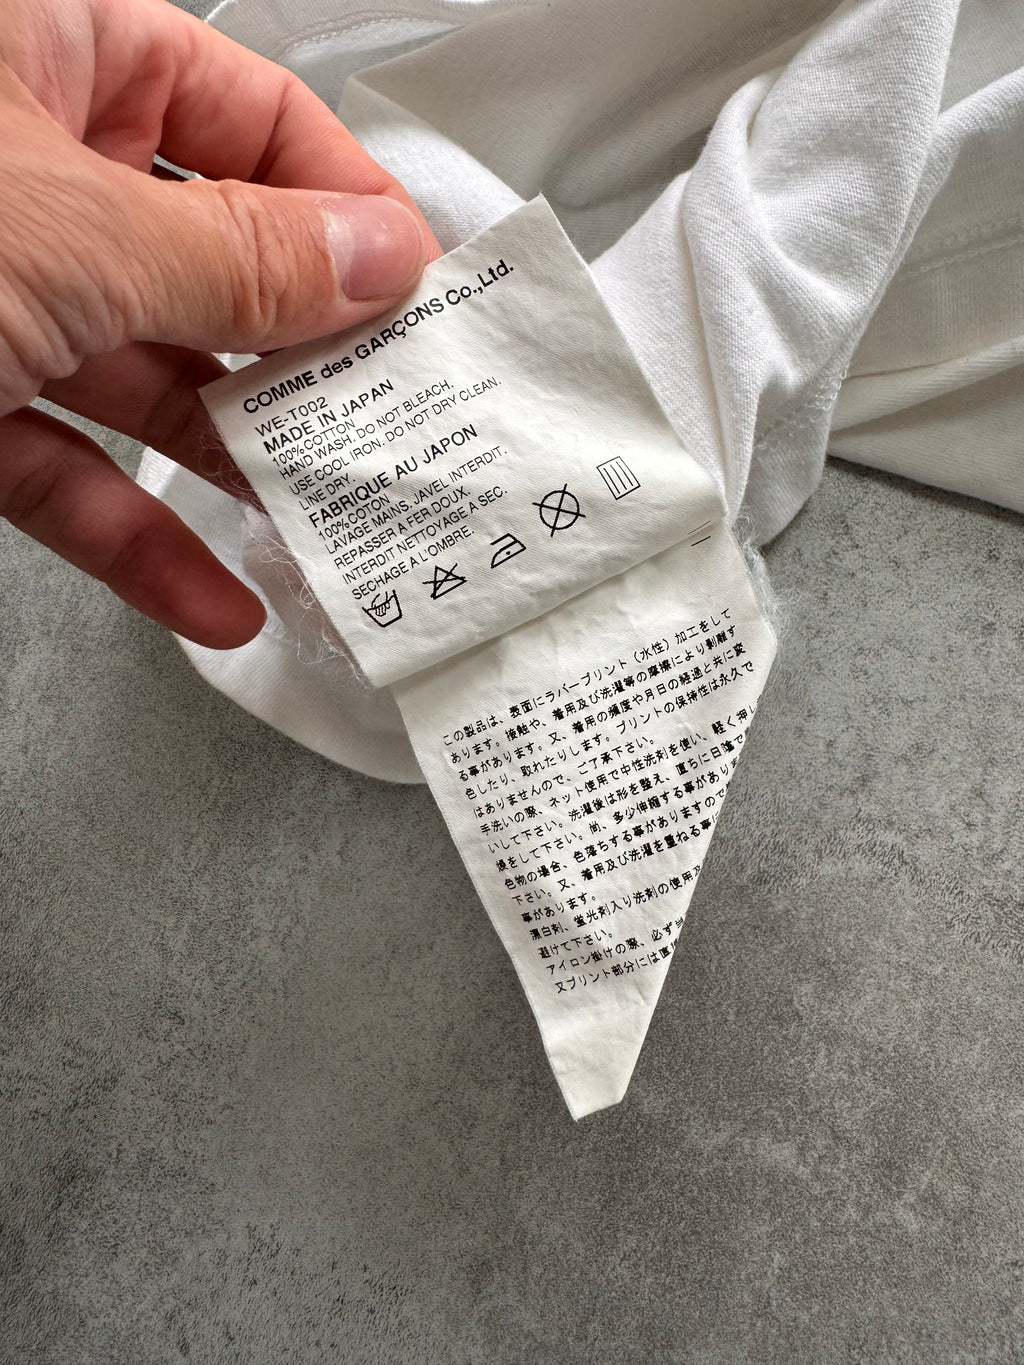 COMME des GARÇONS Co.,Ltd.
WE-T002
MADE IN JAPAN
100%COTTON
HAND WASH. DO NOT BLEACH.
USE COOL IRON. DO NOT DRY CLEAN.
LINE DRY.
FABRIQUE AU JAPON
100%COTON
LAVAGE MAINS. JAVEL INTERDIT.
REPASSER A FER DOUX.
INTERDIT NETTOYAGE A SEC.
SECHAGE A L'OMBRE.
この製品は、表面にラバープリント（水性）加工をして
あります。接触や、着用及び洗濯等の摩擦により剥離す
る事があります。又、着用の頻度や月日の経過と共に変
色したり、取れたりします。プリントの保持性は永久で
はありませんので、ご了承下さい。
手洗いの際、ネット使用で中性洗剤を使い、軽く押し
いして下さい。洗濯後は形を整え、直ちに日陰で
燥をして下さい。尚、多少伸縮する事があり
色物の場合、色落ちする事がありますので
下さい。又、着用及び洗濯を重ねる事に
事があります。
漂白剤、蛍光剤入り洗剤の使用
避けて下さい。
アイロン掛けの際、必ず
又プリント部分には直